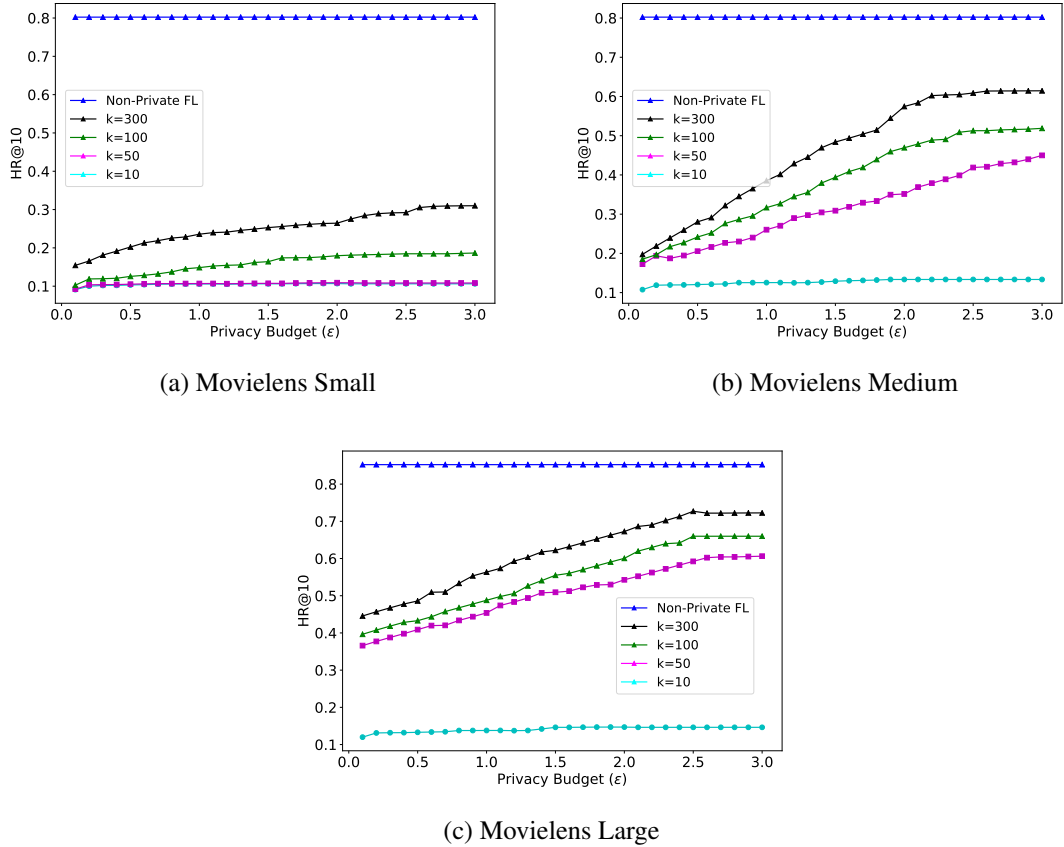 0.8
0.7
0.6
0.5
0.4
0.3
0.2
0.1
HR@10
Non-Private FL
k=300
k=100
k=50
k=10
0.0 0.5 1.0 1.5 2.0 2.5 3.0
Privacy Budget (ε)
(a) Movielens Small
0.8
0.7
0.6
0.5
0.4
0.3
0.2
0.1
HR@10
Non-Private FL
k=300
k=100
k=50
k=10
0.0 0.5 1.0 1.5 2.0 2.5 3.0
Privacy Budget (ε)
(b) Movielens Medium
0.8
0.7
0.6
0.5
0.4
0.3
0.2
0.1
HR@10
Non-Private FL
k=300
k=100
k=50
k=10
0.0 0.5 1.0 1.5 2.0 2.5 3.0
Privacy Budget (ε)
(c) Movielens Large